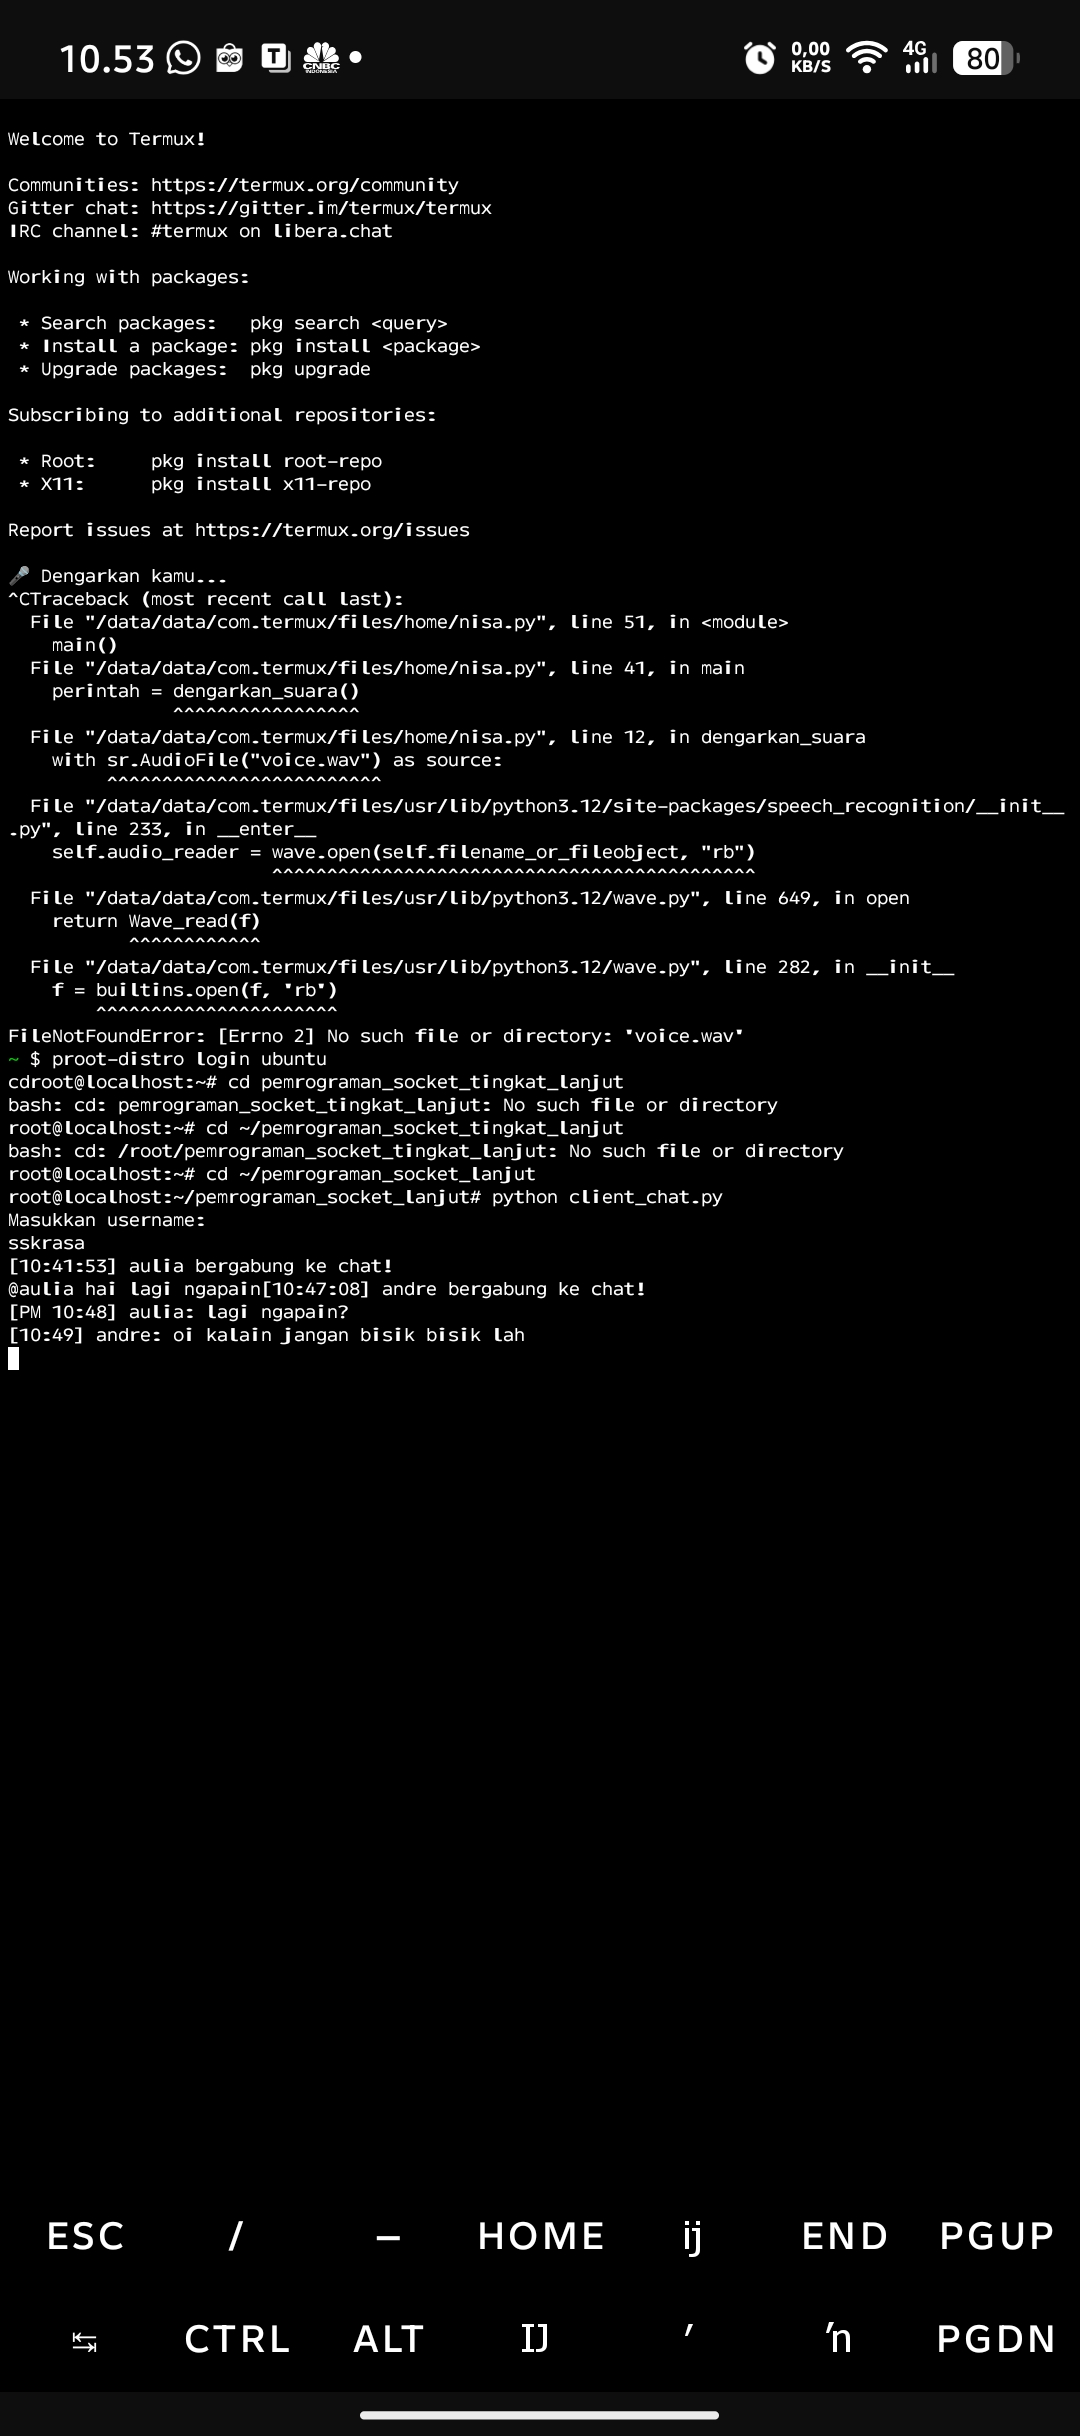 10.53 T CNBC INDONESIA 0,00 KB/S 4G 80
Welcome to Termux!
Communities: https://termux.org/community
Gitter chat: https://gitter.im/termux/termux
IRC channel: #termux on libera.chat
Working with packages:
* Search packages:   pkg search <query>
* Install a package: pkg install <package>
* Upgrade packages:  pkg upgrade
Subscribing to additional repositories:
* Root:     pkg install root-repo
* X11:      pkg install x11-repo
Report issues at https://termux.org/issues
🎤 Dengarkan kamu...
^CTraceback (most recent call last):
  File "/data/data/com.termux/files/home/nisa.py", line 51, in <module>
    main()
  File "/data/data/com.termux/files/home/nisa.py", line 41, in main
    perintah = dengarkan_suara()
               ^^^^^^^^^^^^^^^^^
  File "/data/data/com.termux/files/home/nisa.py", line 12, in dengarkan_suara
    with sr.AudioFile("voice.wav") as source:
         ^^^^^^^^^^^^^^^^^^^^^^^^^
  File "/data/data/com.termux/files/usr/lib/python3.12/site-packages/speech_recognition/__init__
.py", line 233, in __enter__
    self.audio_reader = wave.open(self.filename_or_fileobject, "rb")
                        ^^^^^^^^^^^^^^^^^^^^^^^^^^^^^^^^^^^^^^^^^^^^
  File "/data/data/com.termux/files/usr/lib/python3.12/wave.py", line 649, in open
    return Wave_read(f)
           ^^^^^^^^^^^^
  File "/data/data/com.termux/files/usr/lib/python3.12/wave.py", line 282, in __init__
    f = builtins.open(f, 'rb')
        ^^^^^^^^^^^^^^^^^^^^^^
FileNotFoundError: [Errno 2] No such file or directory: 'voice.wav'
~ $ proot-distro login ubuntu
cdroot@localhost:~# cd pemrograman_socket_tingkat_lanjut
bash: cd: pemrograman_socket_tingkat_lanjut: No such file or directory
root@localhost:~# cd ~/pemrograman_socket_tingkat_lanjut
bash: cd: /root/pemrograman_socket_tingkat_lanjut: No such file or directory
root@localhost:~# cd ~/pemrograman_socket_lanjut
root@localhost:~/pemrograman_socket_lanjut# python client_chat.py
Masukkan username:
sskrasa
[10:41:53] aulia bergabung ke chat!
@aulia hai lagi ngapain[10:47:08] andre bergabung ke chat!
[PM 10:48] aulia: lagi ngapain?
[10:49] andre: oi kalain jangan bisik bisik lah
ESC / – HOME ĳ END PGUP
↹ CTRL ALT Ĳ ʹ ŉ PGDN